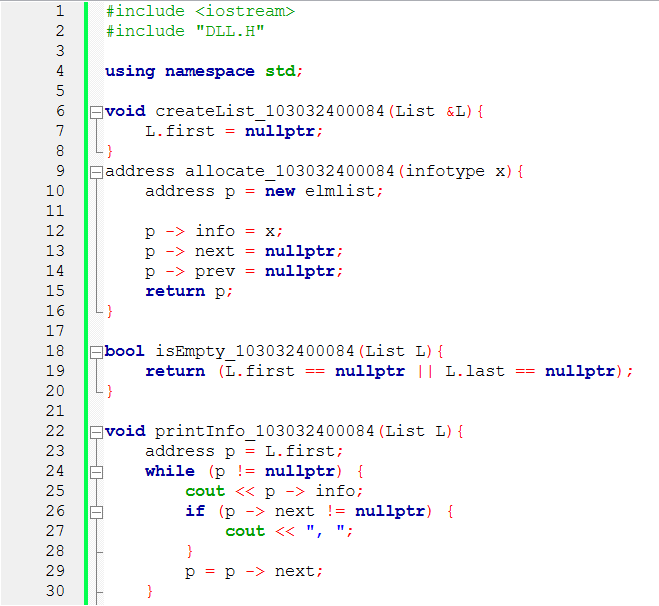 1 #include <iostream>
2 #include "DLL.H"
3
4 using namespace std;
5
6 void createList_103032400084(List &L){
7     L.first = nullptr;
8 }
9 address allocate_103032400084(infotype x){
10     address p = new elmlist;
11
12     p -> info = x;
13     p -> next = nullptr;
14     p -> prev = nullptr;
15     return p;
16 }
17
18 bool isEmpty_103032400084(List L){
19     return (L.first == nullptr || L.last == nullptr);
20 }
21
22 void printInfo_103032400084(List L){
23     address p = L.first;
24     while (p != nullptr) {
25         cout << p -> info;
26         if (p -> next != nullptr) {
27             cout << ", ";
28         }
29         p = p -> next;
30     }